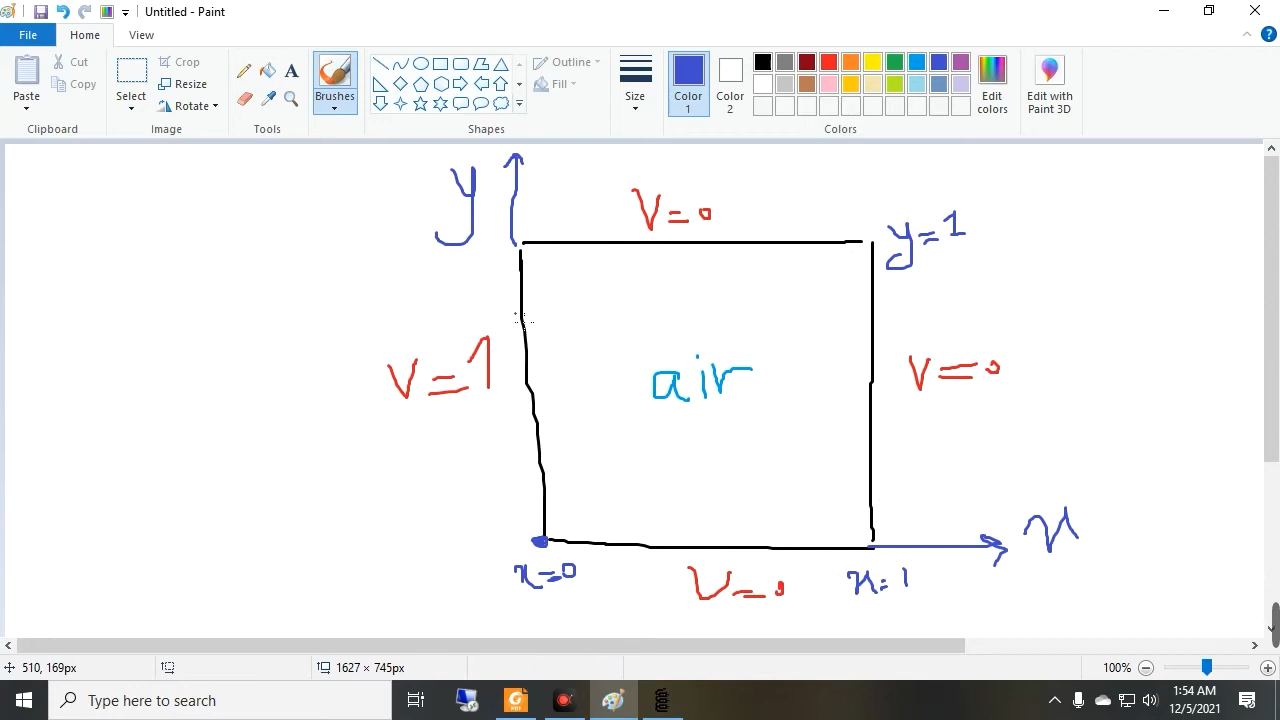 Untitled - Paint
File Home View
Paste Cut Copy Clipboard
Select Crop Resize Rotate Image
Tools
Brushes
Outline Fill Shapes
Size
Color 1 Color 2 Edit colors Colors
Edit with Paint 3D
y
V=0
y=1
V=1
air
V=0
x
x=0
V=0
x=1
510, 169px
1627 × 745px
100%
Type here to search
1:54 AM
12/5/2021